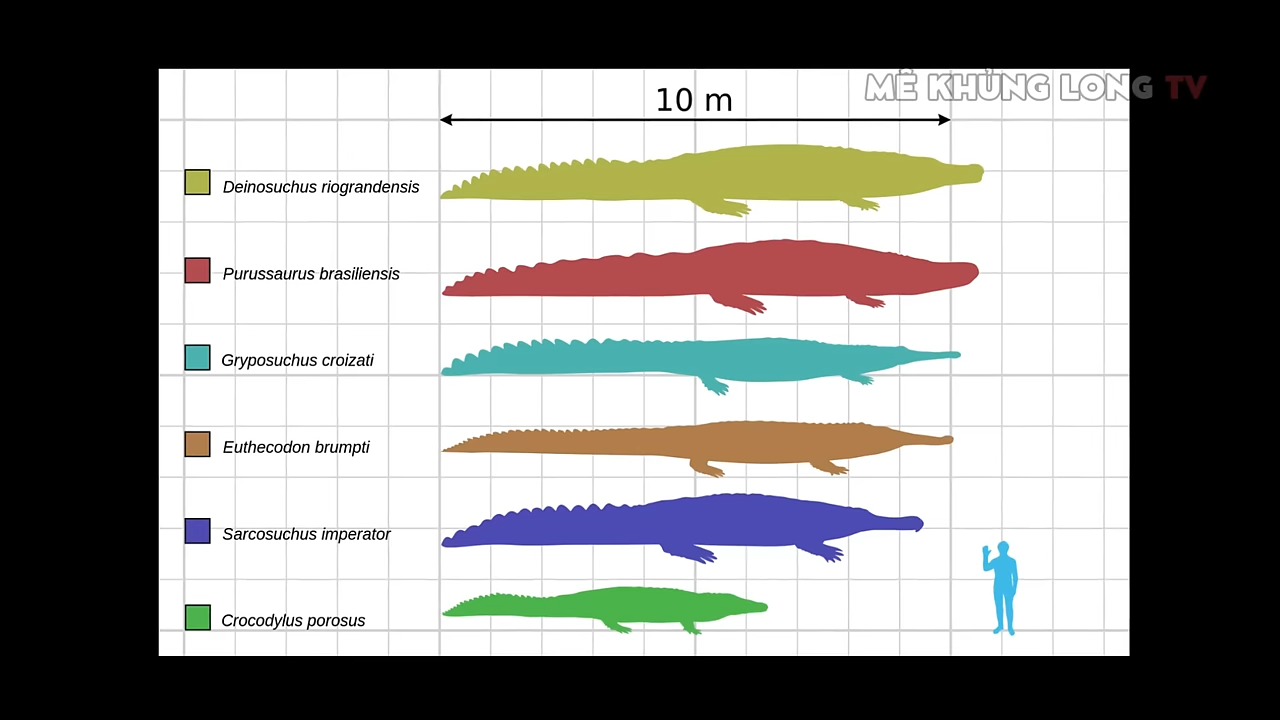 MÊ KHỦNG LONG TV
10 m
Deinosuchus riograndensis
Purussaurus brasiliensis
Gryposuchus croizati
Euthecodon brumpti
Sarcosuchus imperator
Crocodylus porosus